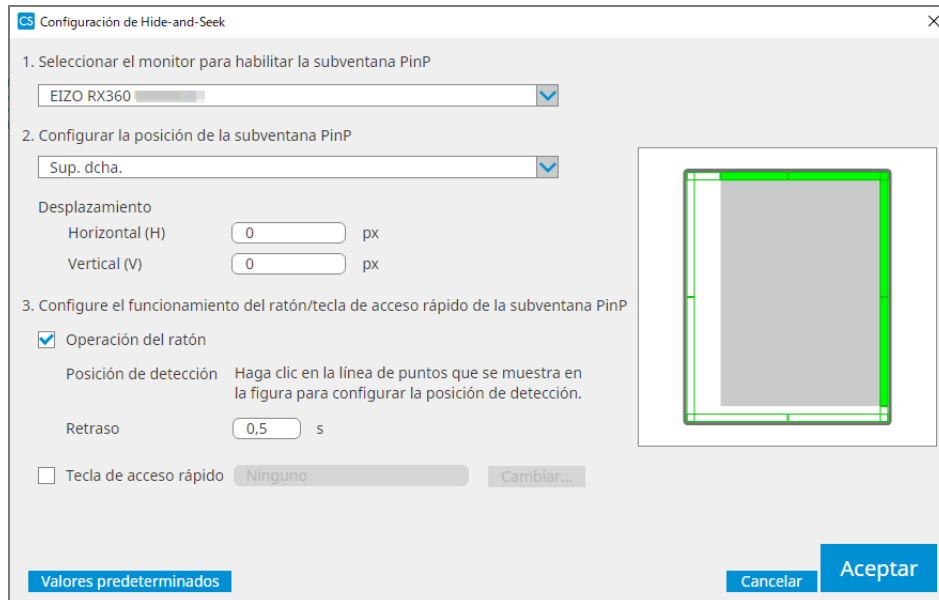 CS Configuración de Hide-and-Seek
1. Seleccionar el monitor para habilitar la subventana PinP
EIZO RX360
2. Configurar la posición de la subventana PinP
Sup. dcha.
Desplazamiento
Horizontal (H) 0 px
Vertical (V) 0 px
3. Configure el funcionamiento del ratón/tecla de acceso rápido de la subventana PinP
Operación del ratón
Posición de detección Haga clic en la línea de puntos que se muestra en
la figura para configurar la posición de detección.
Retraso 0,5 s
Tecla de acceso rápido Ninguno Cambiar...
Valores predeterminados Cancelar Aceptar